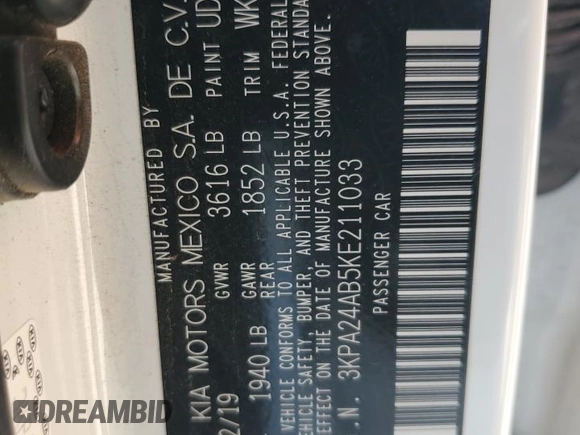 MANUFACTURED BY
KIA MOTORS MEXICO S.A. DE C.V.
2/19 GVWR 3616 LB PAINT UD
1940 LB GAWR REAR 1852 LB TRIM WK
VEHICLE CONFORMS TO ALL APPLICABLE U.S.A. FEDERAL
VEHICLE SAFETY, BUMPER, AND THEFT PREVENTION STANDA
EFFECT ON THE DATE OF MANUFACTURE SHOWN ABOVE.
.N. 3KPA24AB5KE211033
PASSENGER CAR
DREAMBID